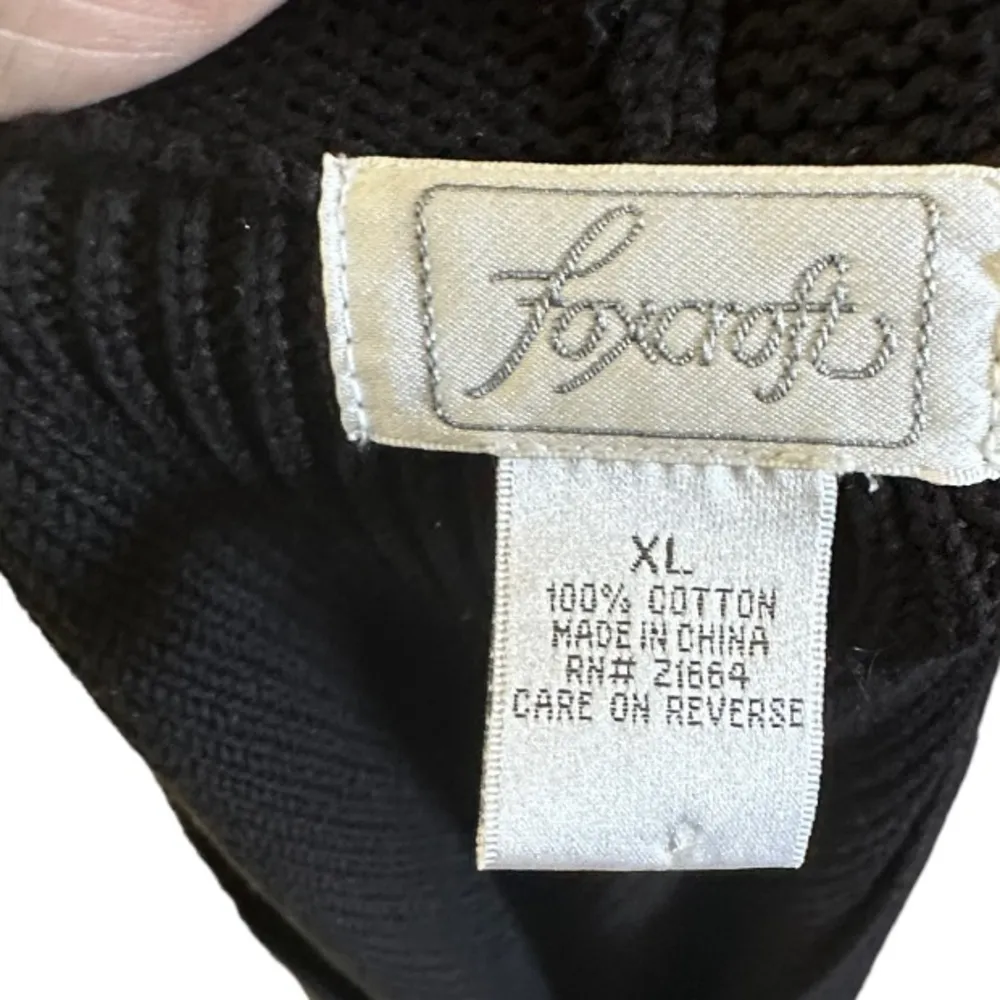 foxcroft
XL
100% COTTON
MADE IN CHINA
RN# 21664
CARE ON REVERSE